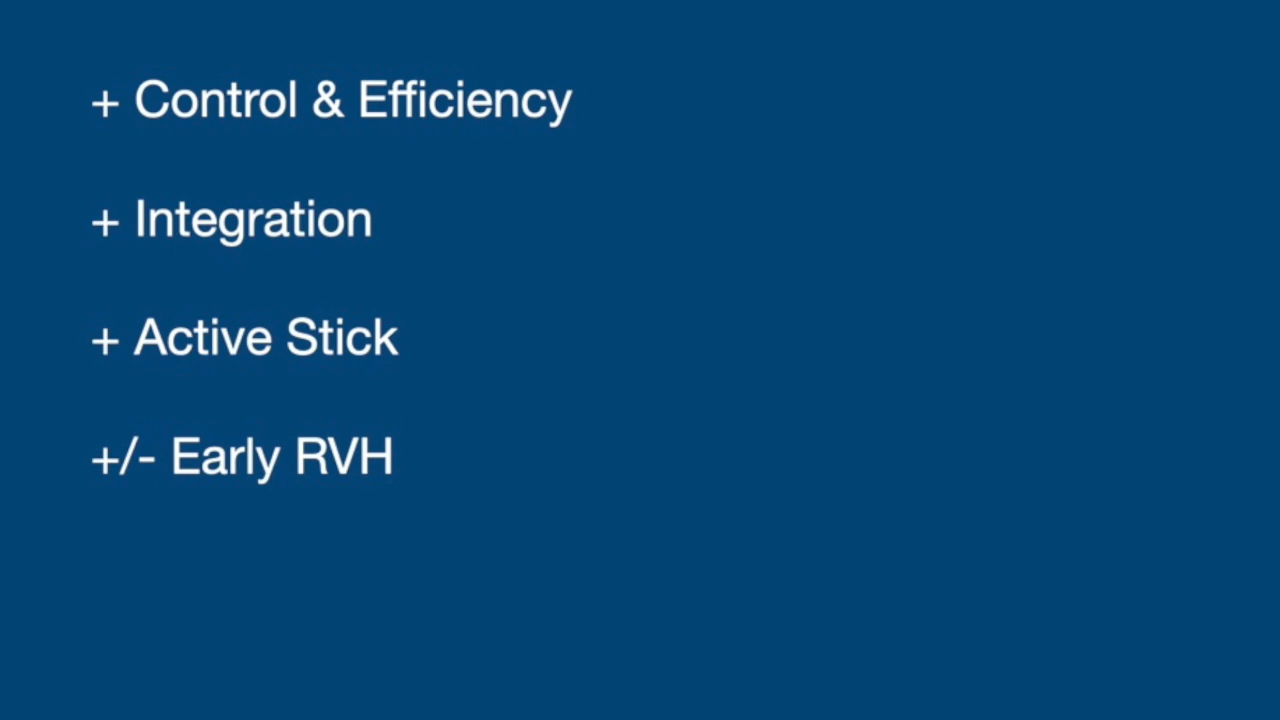 + Control & Efficiency
+ Integration
+ Active Stick
+/- Early RVH